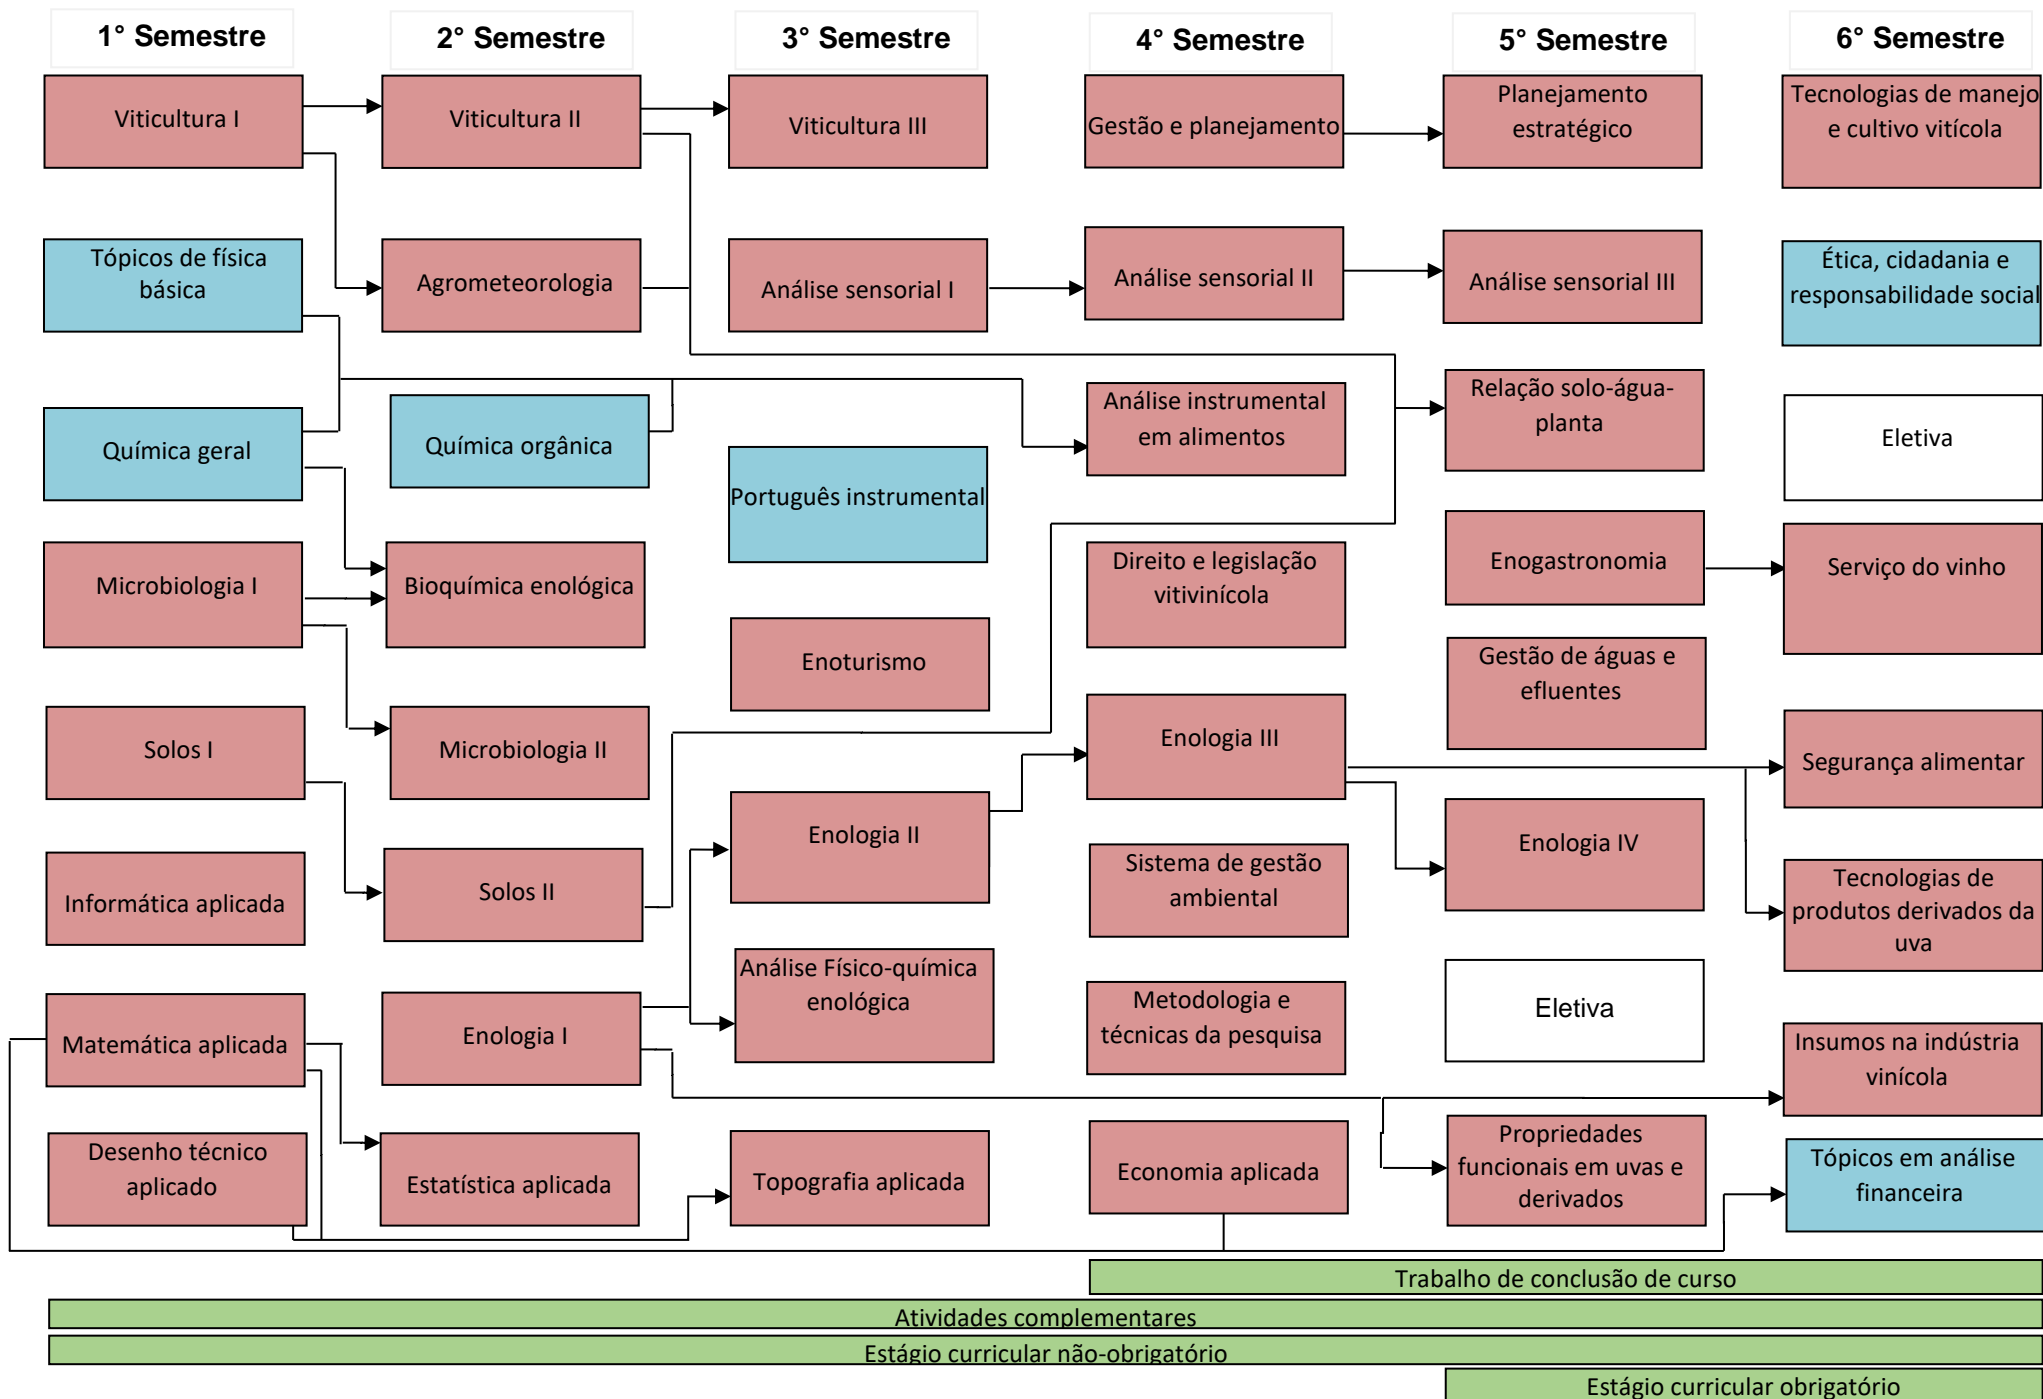 1° Semestre
2° Semestre
3° Semestre
4° Semestre
5° Semestre
6° Semestre
Viticultura I
Viticultura II
Viticultura III
Gestão e planejamento
Planejamento
estratégico
Tecnologias de manejo
e cultivo vitícola
Tópicos de física
básica
Agrometeorologia
Análise sensorial I
Análise sensorial II
Análise sensorial III
Ética, cidadania e
responsabilidade social
Química geral
Química orgânica
Português instrumental
Análise instrumental
em alimentos
Relação solo-água-
planta
Eletiva
Microbiologia I
Bioquímica enológica
Enoturismo
Direito e legislação
vitivinícola
Enogastronomia
Serviço do vinho
Solos I
Microbiologia II
Enologia II
Enologia III
Gestão de águas e
efluentes
Segurança alimentar
Informática aplicada
Solos II
Análise Físico-química
enológica
Sistema de gestão
ambiental
Enologia IV
Tecnologias de
produtos derivados da
uva
Matemática aplicada
Enologia I
Metodologia e
técnicas da pesquisa
Eletiva
Insumos na indústria
vinícola
Desenho técnico
aplicado
Estatística aplicada
Topografia aplicada
Economia aplicada
Propriedades
funcionais em uvas e
derivados
Tópicos em análise
financeira
Trabalho de conclusão de curso
Atividades complementares
Estágio curricular não-obrigatório
Estágio curricular obrigatório